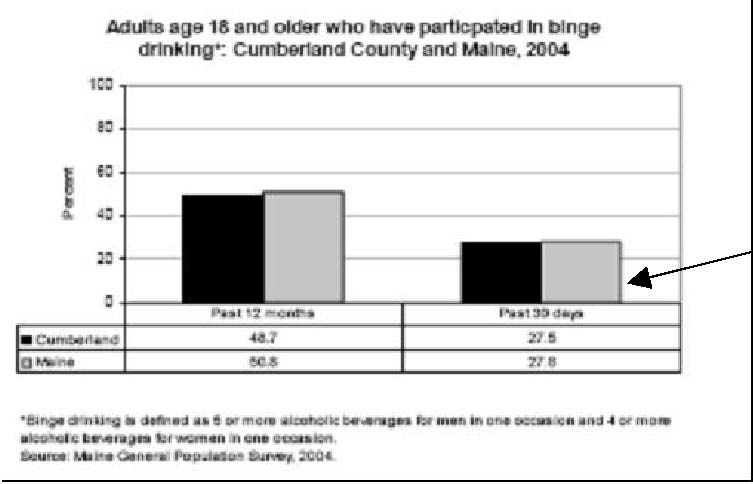 Adults age 18 and older who have particpated in binge
drinking*: Cumberland County and Maine, 2004
100
80
60
40
20
0
Percent
Past 12 months Past 30 days
Cumberland 48.7 27.5
Maine 50.8 27.8
*Binge drinking is defined as 5 or more alcoholic beverages for men in one occasion and 4 or more
alcoholic beverages for women in one occasion.
Source: Maine General Population Survey, 2004.